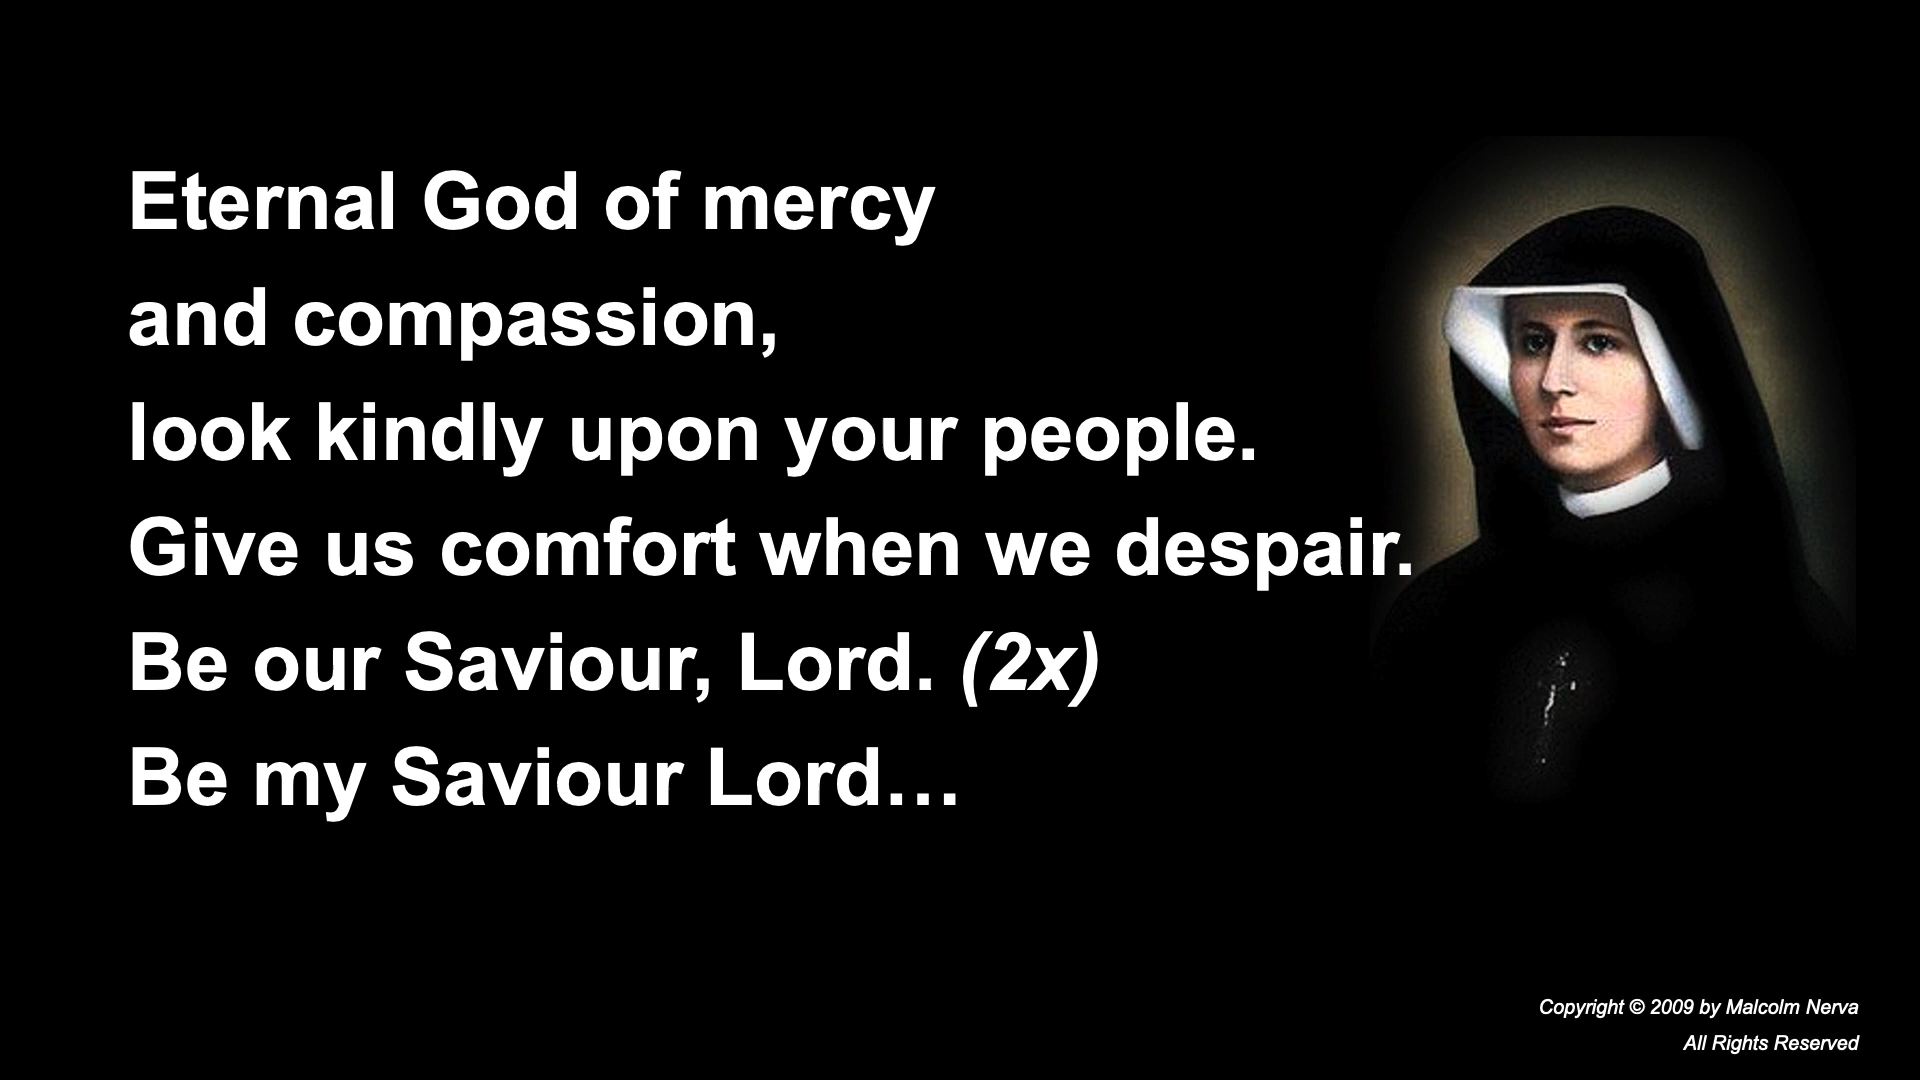 Eternal God of mercy
and compassion,
look kindly upon your people.
Give us comfort when we despair.
Be our Saviour, Lord. (2x)
Be my Saviour Lord…
Copyright © 2009 by Malcolm Nerva
All Rights Reserved